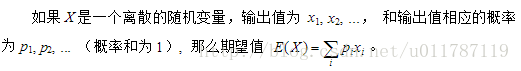 如果 X 是一个离散的随机变量，输出值为 x₁, x₂, ..., 和输出值相应的概率
为 p₁, p₂, ... （概率和为 1）, 那么期望值 E(X) = ∑ᵢ pᵢxᵢ。
http://blog.csdn.net/u011787119